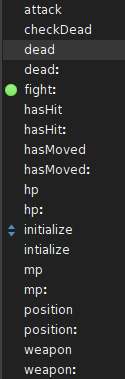 attack
checkDead
dead
dead:
fight:
hasHit
hasHit:
hasMoved
hasMoved:
hp
hp:
initialize
intialize
mp
mp:
position
position:
weapon
weapon: